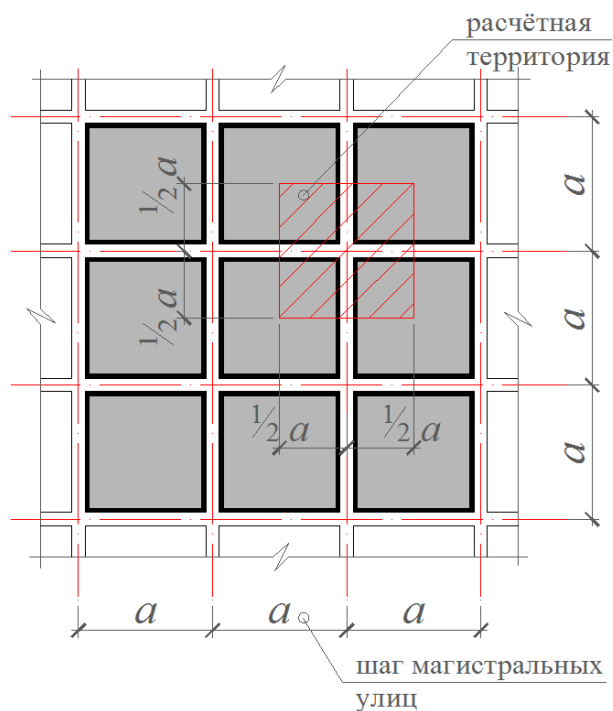 расчётная
территория
½ a
a
½ a
a
½ a
½ a
a
a
a
a
шаг магистральных
улиц